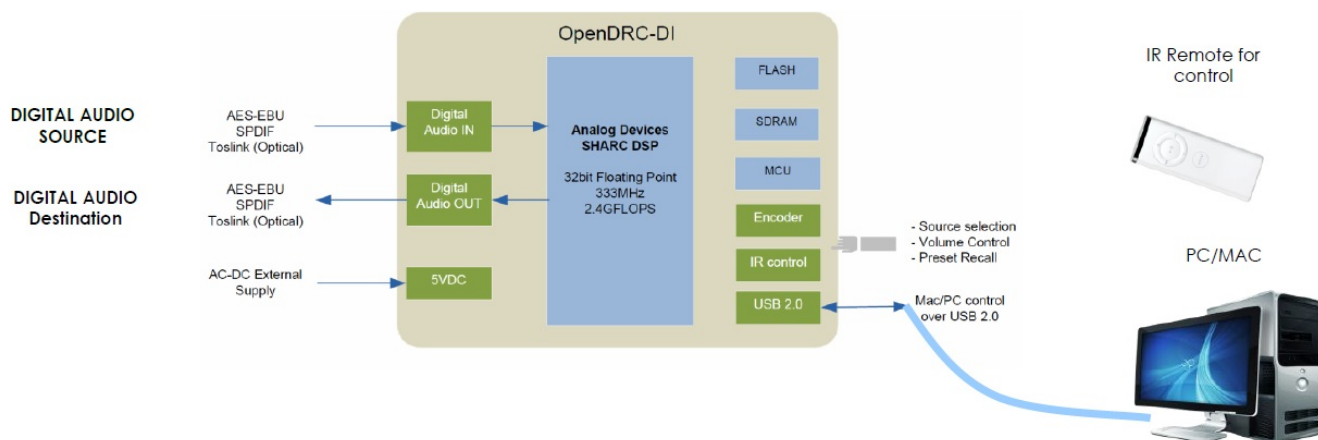 OpenDRC-DI
DIGITAL AUDIO
SOURCE
AES-EBU
SPDIF
Toslink (Optical)
Digital
Audio IN
DIGITAL AUDIO
Destination
AES-EBU
SPDIF
Toslink (Optical)
Digital
Audio OUT
AC-DC External
Supply
5VDC
Analog Devices
SHARC DSP
32bit Floating Point
333MHz
2.4GFLOPS
FLASH
SDRAM
MCU
Encoder
IR control
USB 2.0
- Source selection
- Volume Control
- Preset Recall
Mac/PC control
over USB 2.0
IR Remote for
control
PC/MAC